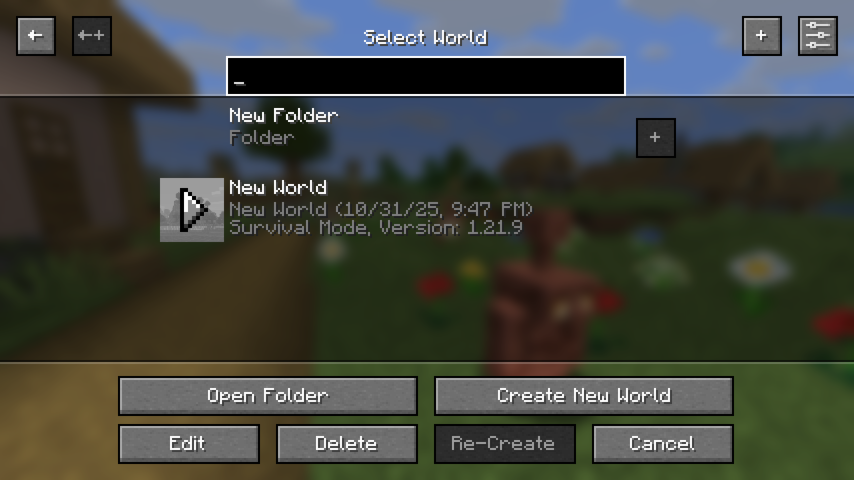 Select World
_
New Folder
Folder
+
New World
New World (10/31/25, 9:47 PM)
Survival Mode, Version: 1.21.9
Open Folder
Create New World
Edit
Delete
Re-Create
Cancel